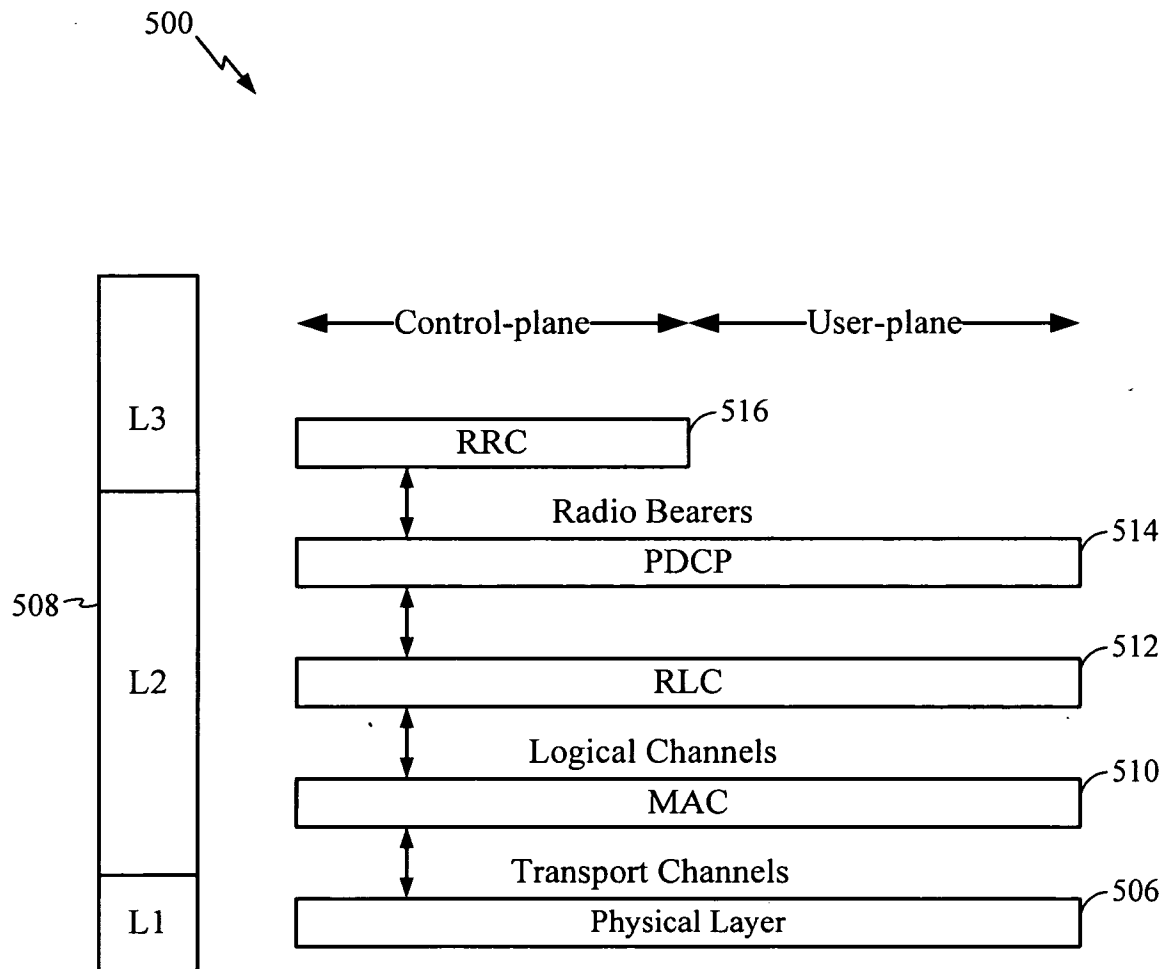 500
Control-plane User-plane
L3
516
RRC
Radio Bearers
514
PDCP
508
512
L2
RLC
Logical Channels
510
MAC
Transport Channels
506
L1
Physical Layer